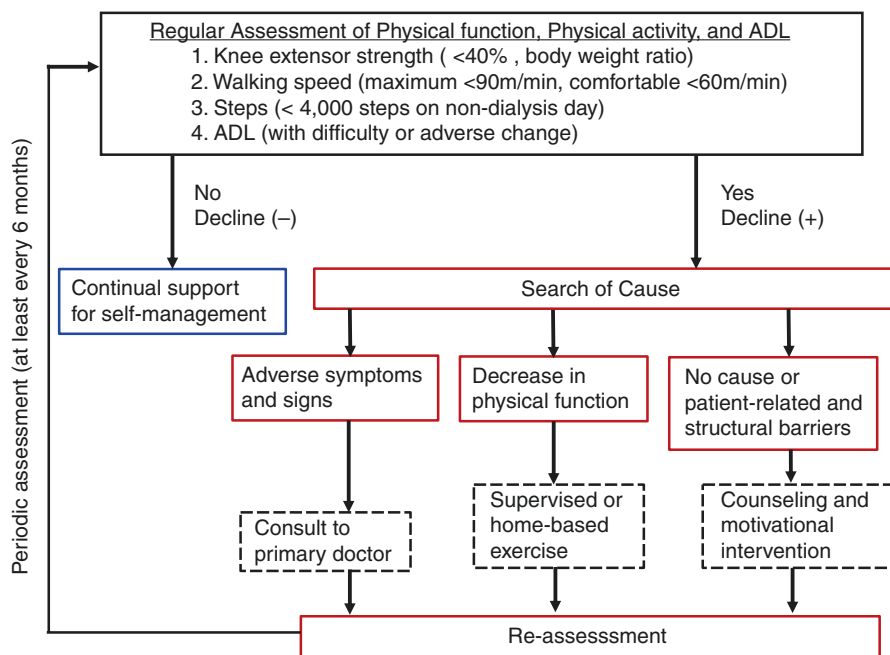 Regular Assessment of Physical function, Physical activity, and ADL
1. Knee extensor strength ( <40% , body weight ratio)
2. Walking speed (maximum <90m/min, comfortable <60m/min)
3. Steps (< 4,000 steps on non-dialysis day)
4. ADL (with difficulty or adverse change)
No
Decline (–)
Yes
Decline (+)
Continual support
for self-management
Search of Cause
Adverse symptoms
and signs
Decrease in
physical function
No cause or
patient-related and
structural barriers
Consult to
primary doctor
Supervised or
home-based
exercise
Counseling and
motivational
intervention
Re-assesssment
Periodic assessment (at least every 6 months)